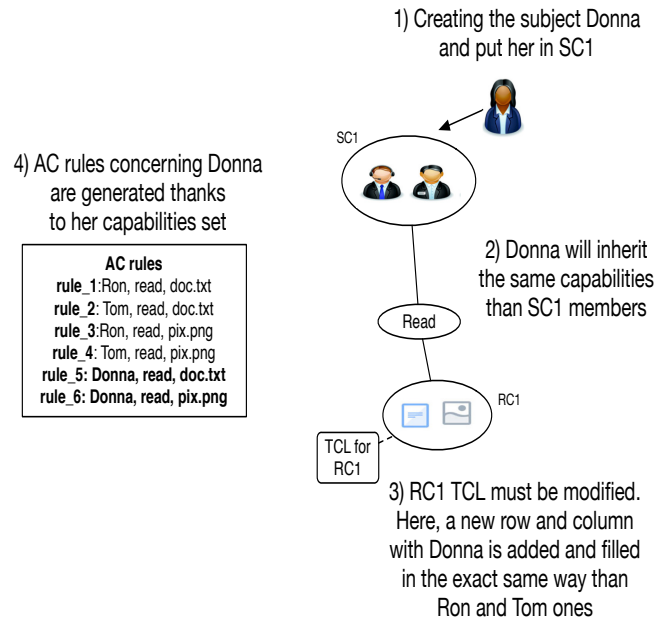 1) Creating the subject Donna
and put her in SC1
SC1
4) AC rules concerning Donna
are generated thanks
to her capabilities set
AC rules
rule_1:Ron, read, doc.txt
rule_2: Tom, read, doc.txt
rule_3:Ron, read, pix.png
rule_4: Tom, read, pix.png
rule_5: Donna, read, doc.txt
rule_6: Donna, read, pix.png
2) Donna will inherit
the same capabilities
than SC1 members
Read
RC1
TCL for
RC1
3) RC1 TCL must be modified.
Here, a new row and column
with Donna is added and filled
in the exact same way than
Ron and Tom ones